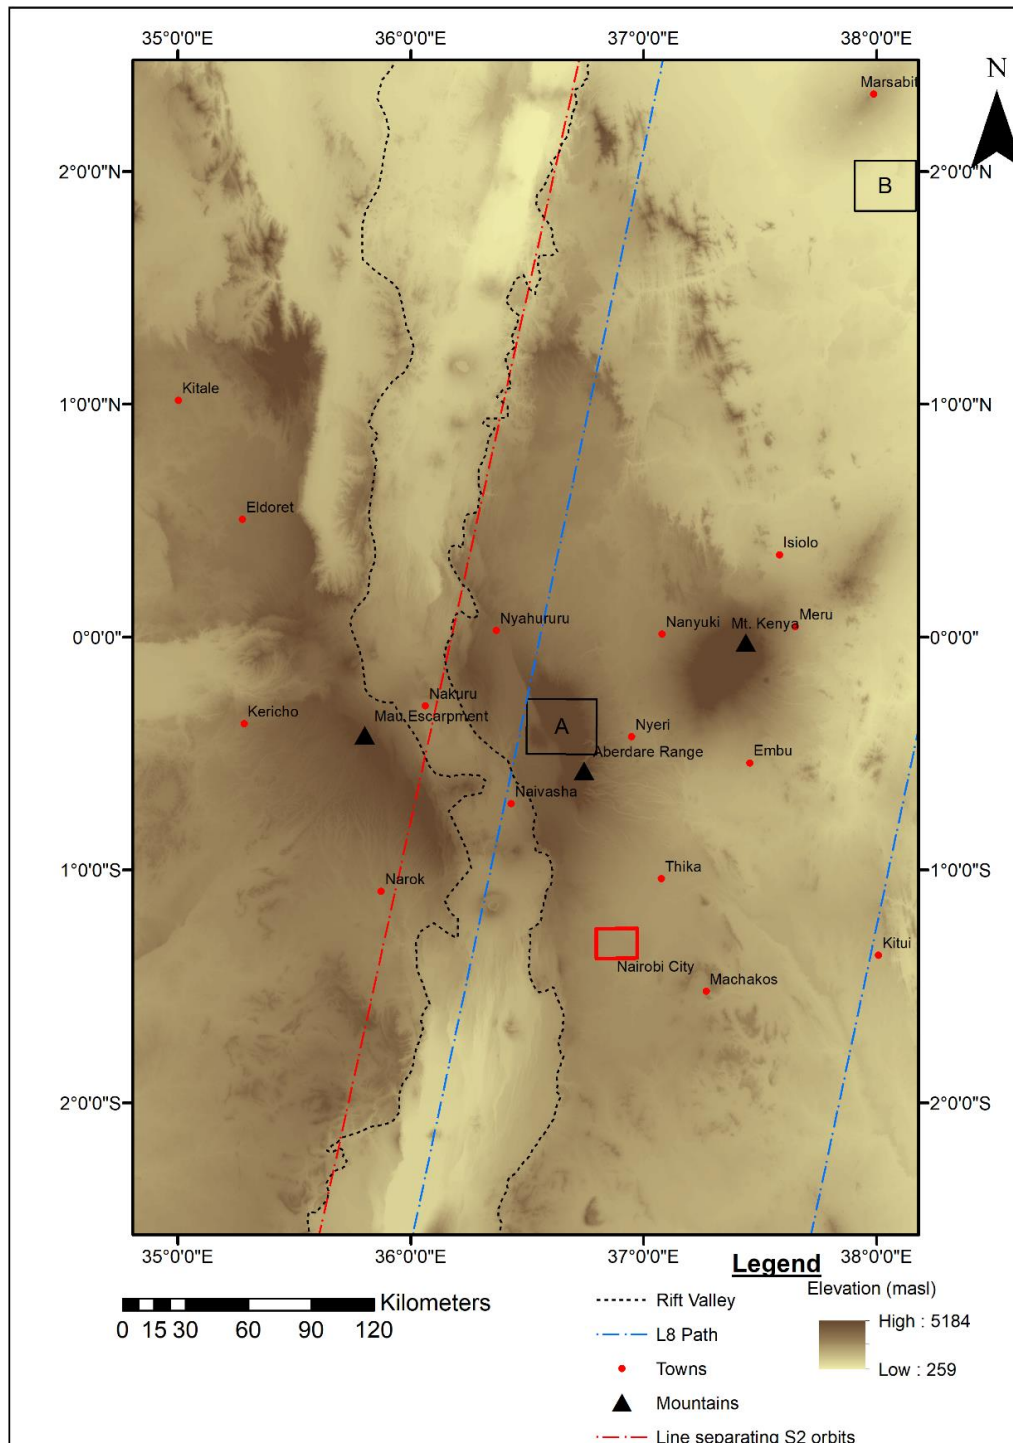 35°0'0"E 36°0'0"E 37°0'0"E 38°0'0"E
N
Marsabit
2°0'0"N 2°0'0"N
B
1°0'0"N 1°0'0"N
Kitale
Eldoret
Isiolo
Nyahururu
Nanyuki
Mt. Kenya
Meru
0°0'0" 0°0'0"
Nakuru
Kericho
Mau Escarpment
A
Nyeri
Aberdare Range
Embu
Naivasha
1°0'0"S 1°0'0"S
Thika
Narok
Kitui
Nairobi City
Machakos
2°0'0"S 2°0'0"S
35°0'0"E 36°0'0"E 37°0'0"E 38°0'0"E
Legend
Kilometers
0 15 30 60 90 120
Rift Valley
L8 Path
Towns
Mountains
Line separating S2 orbits
Elevation (masl)
High : 5184
Low : 259